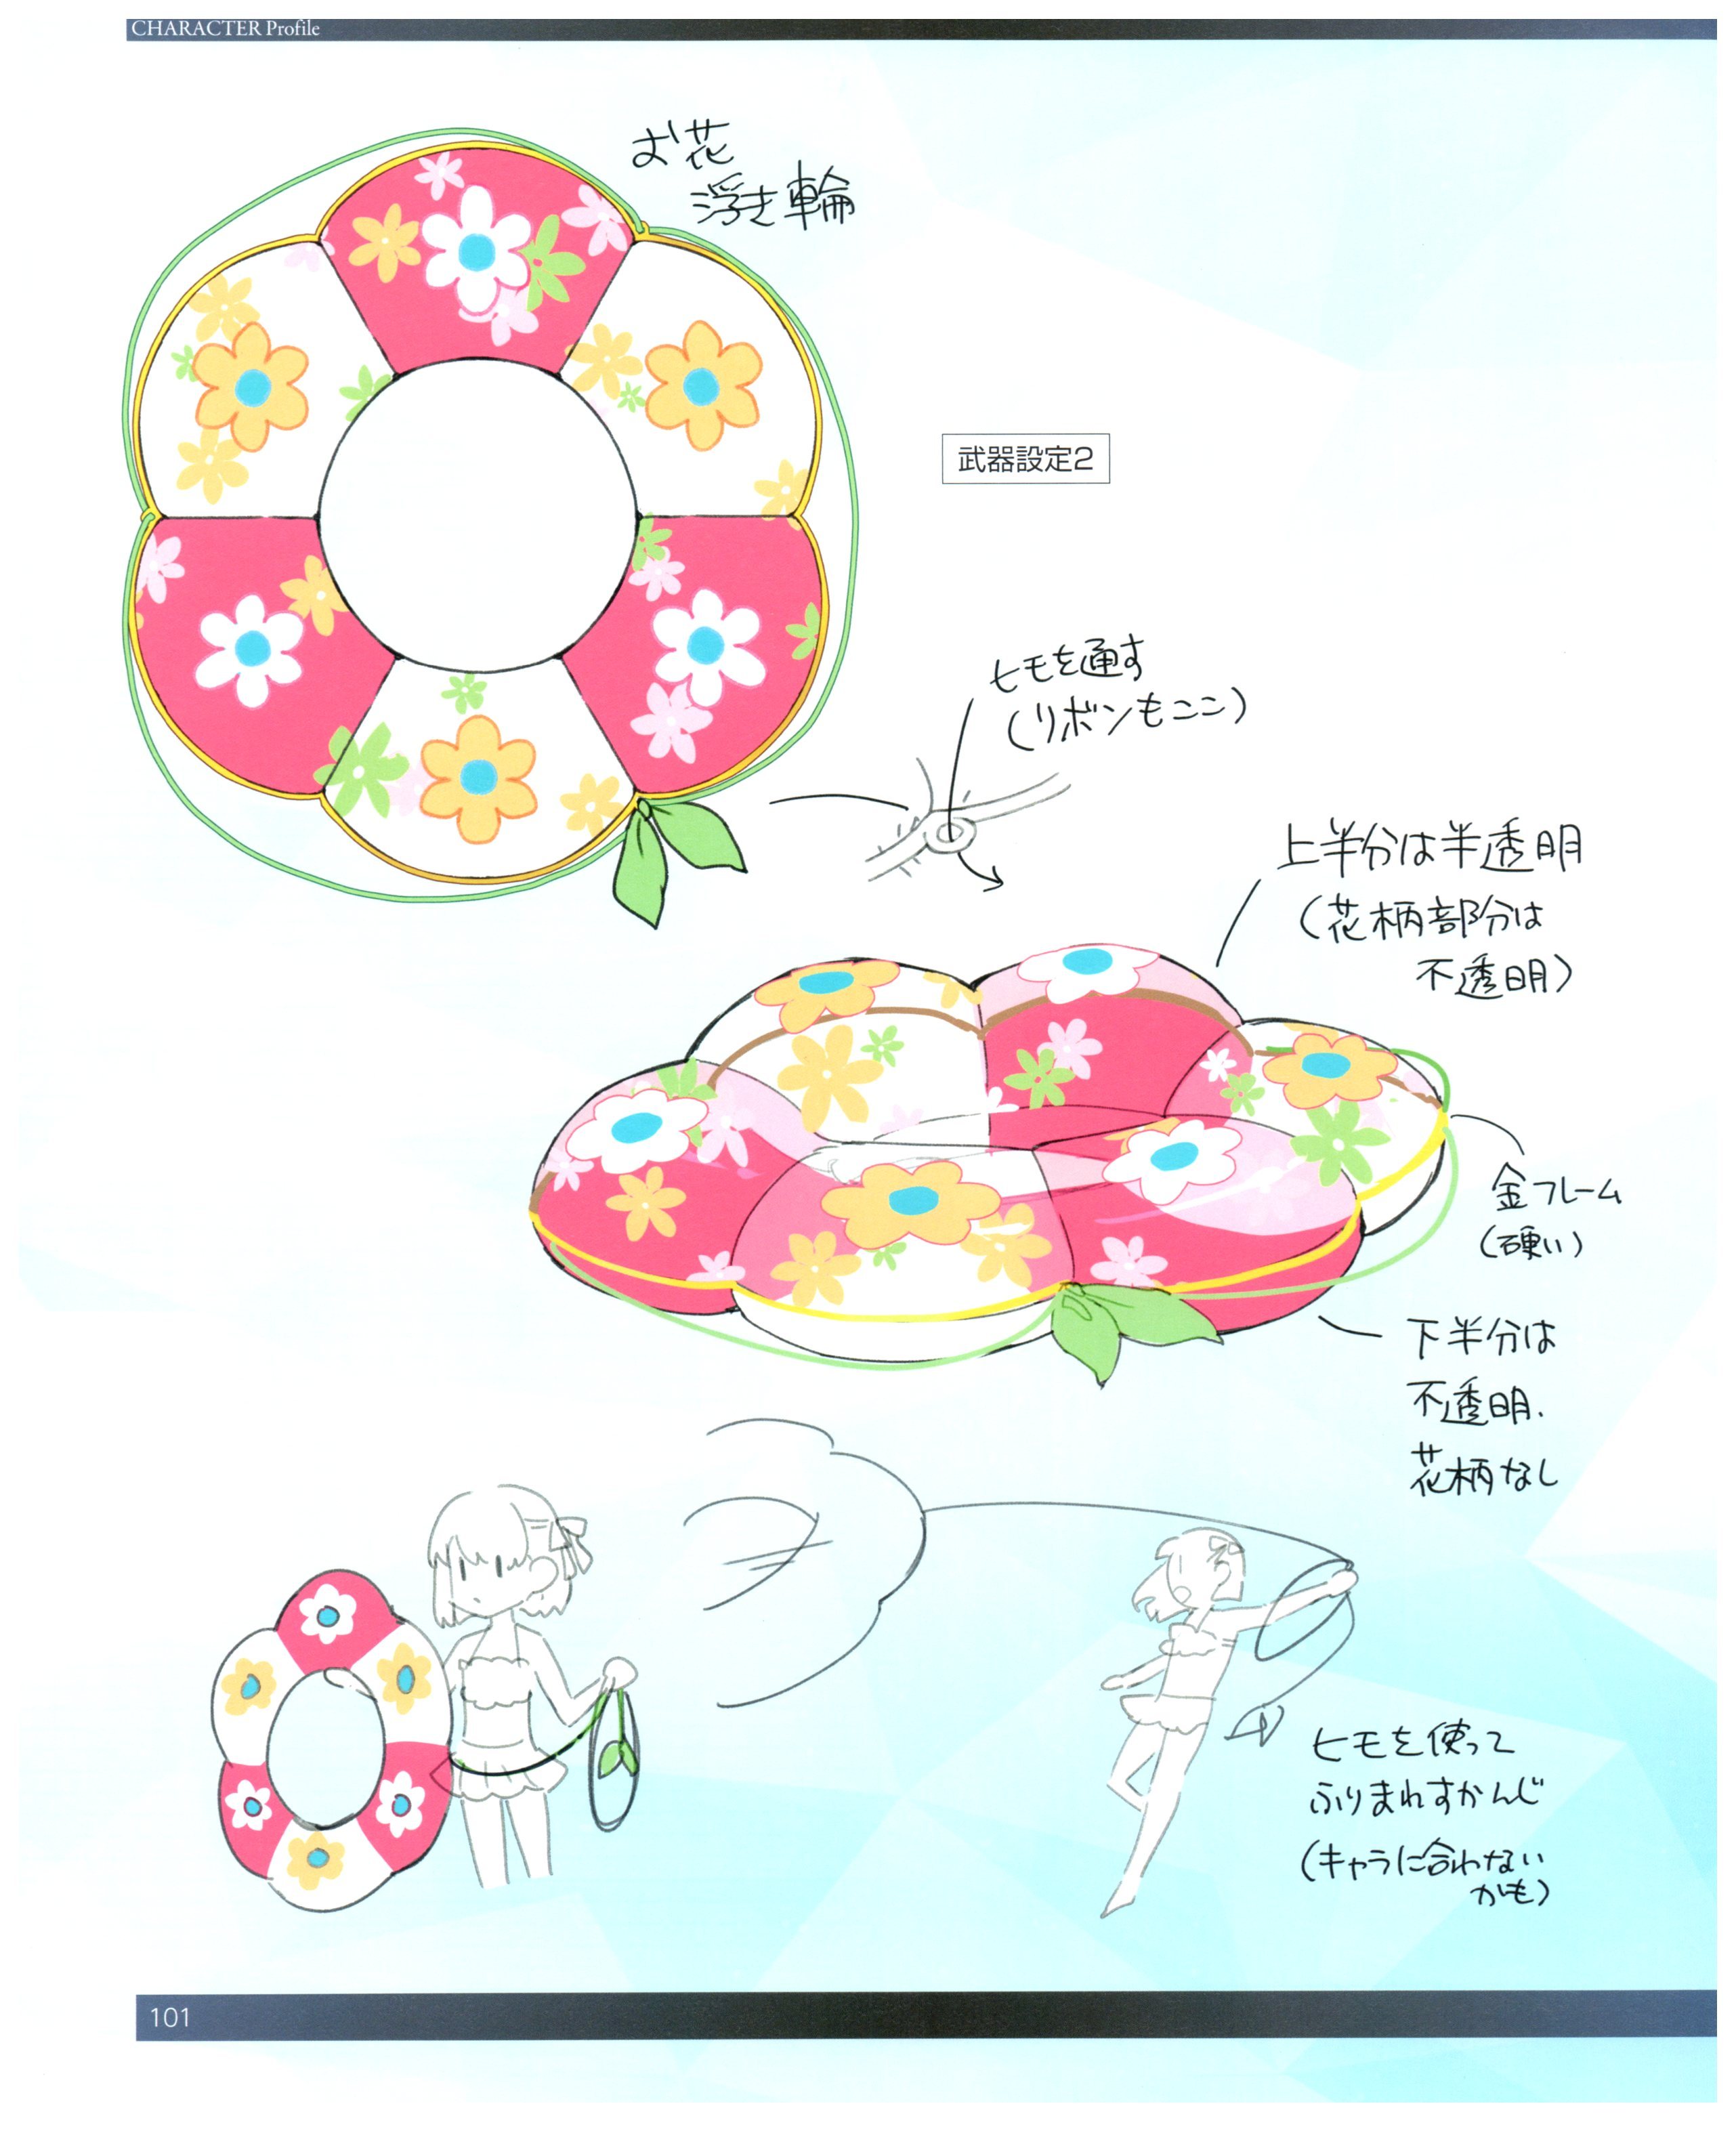 CHARACTER Profile
お花
浮き輪
武器設定2
ヒモを通す
（リボンもここ）
上半分は半透明
（花柄部分は
不透明）
金フレーム
（硬い）
下半分は
不透明.
花柄なし
ヒモを使って
ふりまわすかんじ
（キャラに合わない
かも）
101